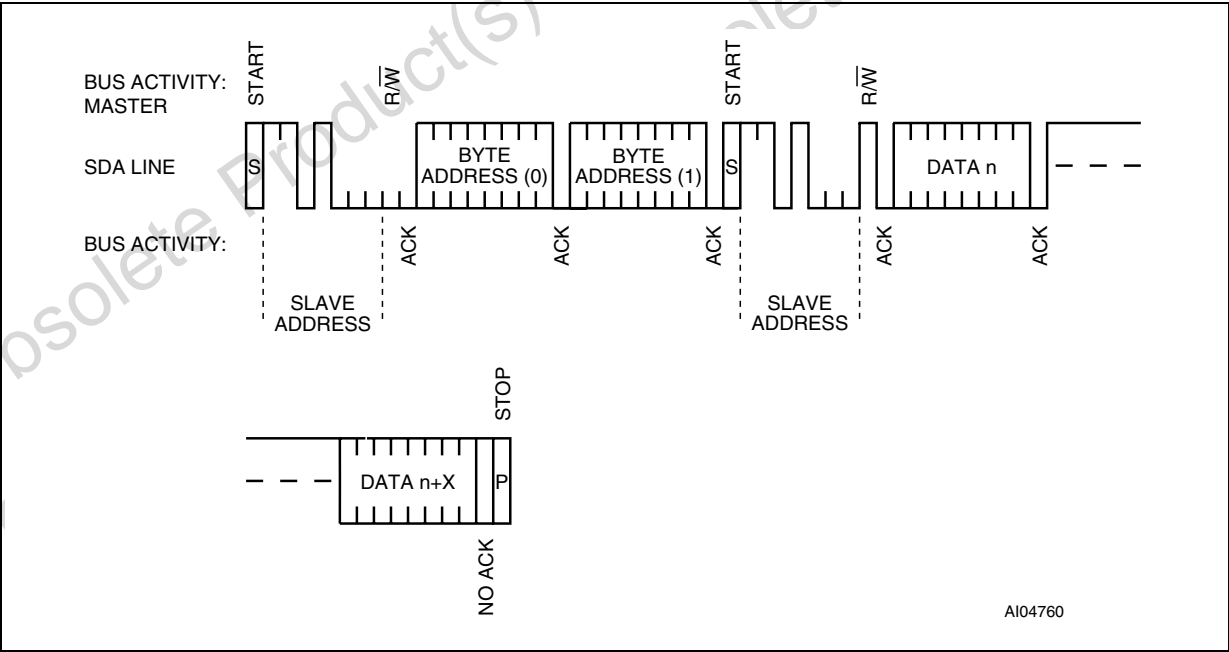 Obsolete Product(s)
START
R/W
START
R/W
BUS ACTIVITY:
MASTER
SDA LINE
S
BYTE
ADDRESS (0)
BYTE
ADDRESS (1)
S
DATA n
BUS ACTIVITY:
ACK
ACK
ACK
ACK
ACK
SLAVE
ADDRESS
SLAVE
ADDRESS
STOP
DATA n+X
P
NO ACK
AI04760